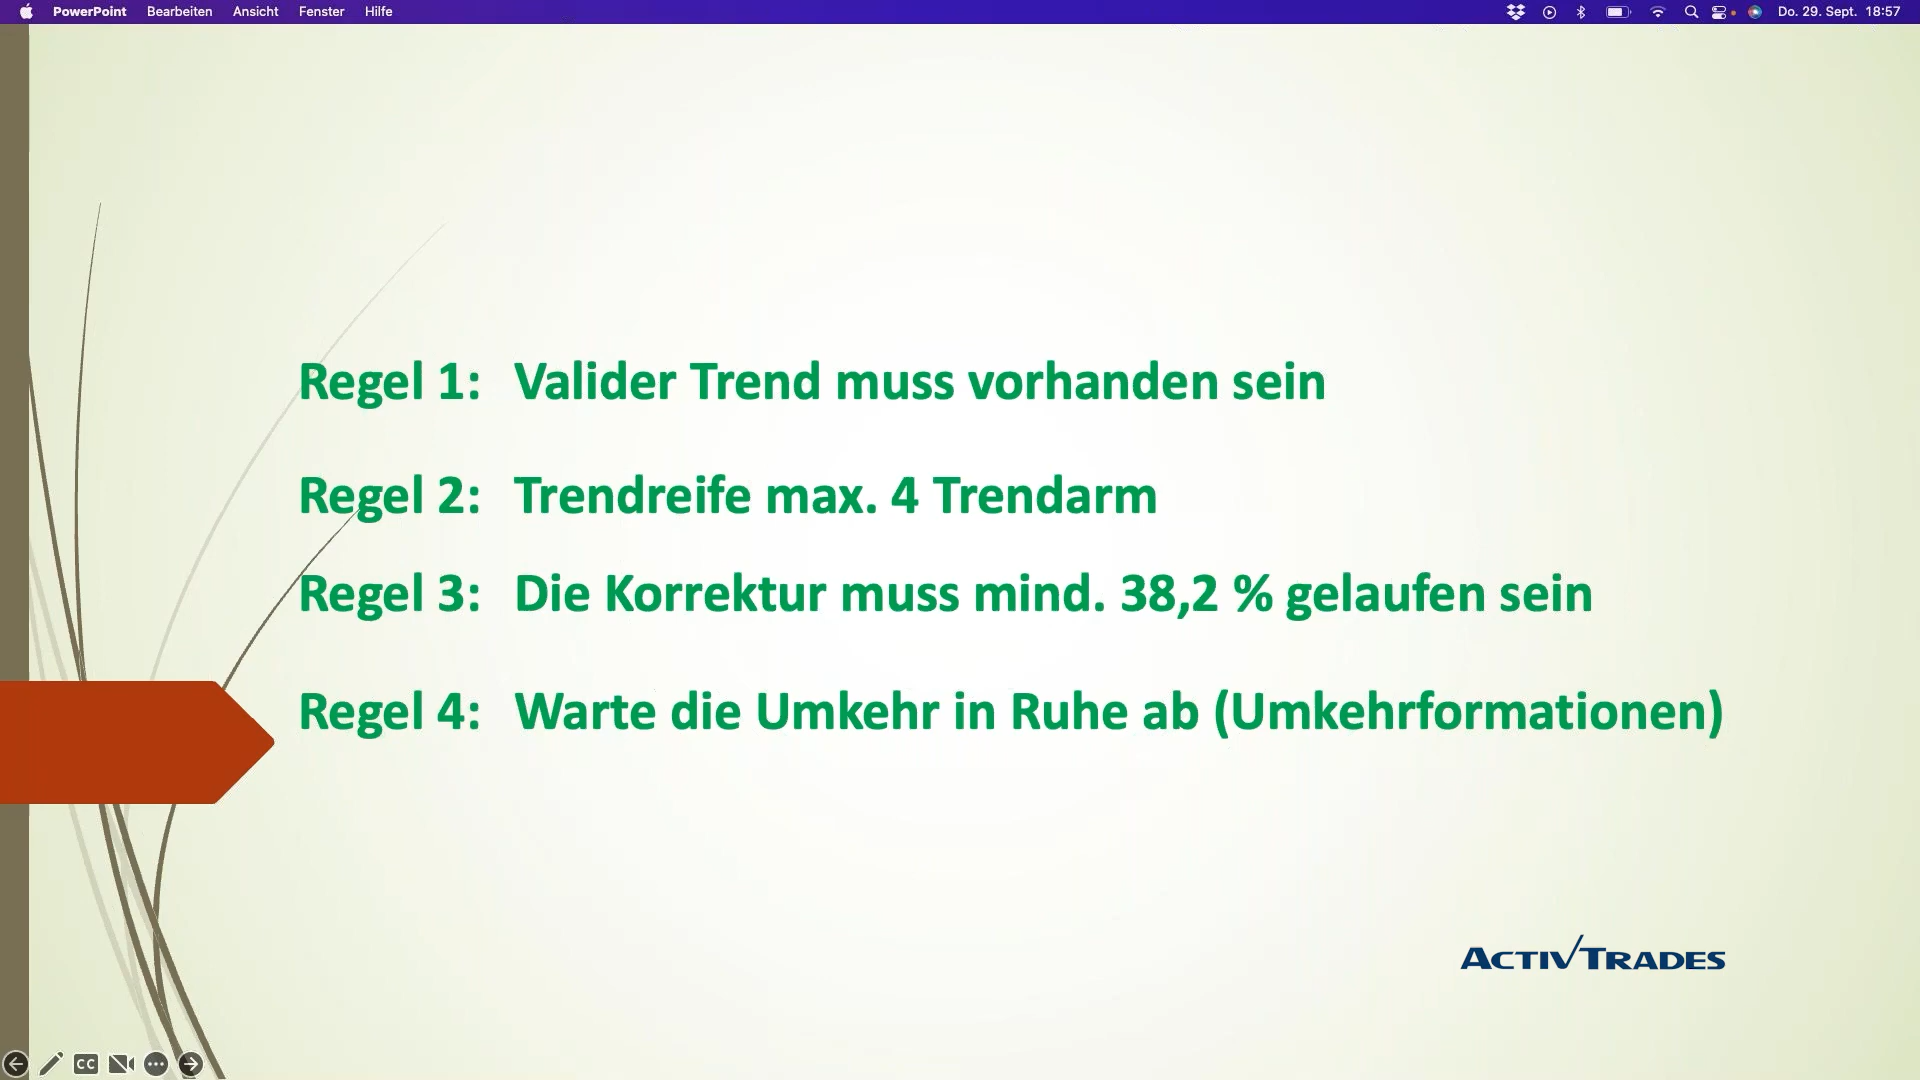 PowerPoint Bearbeiten Ansicht Fenster Hilfe Do. 29. Sept. 18:57
Regel 1: Valider Trend muss vorhanden sein
Regel 2: Trendreife max. 4 Trendarm
Regel 3: Die Korrektur muss mind. 38,2 % gelaufen sein
Regel 4: Warte die Umkehr in Ruhe ab (Umkehrformationen)
ACTIVTRADES
CC